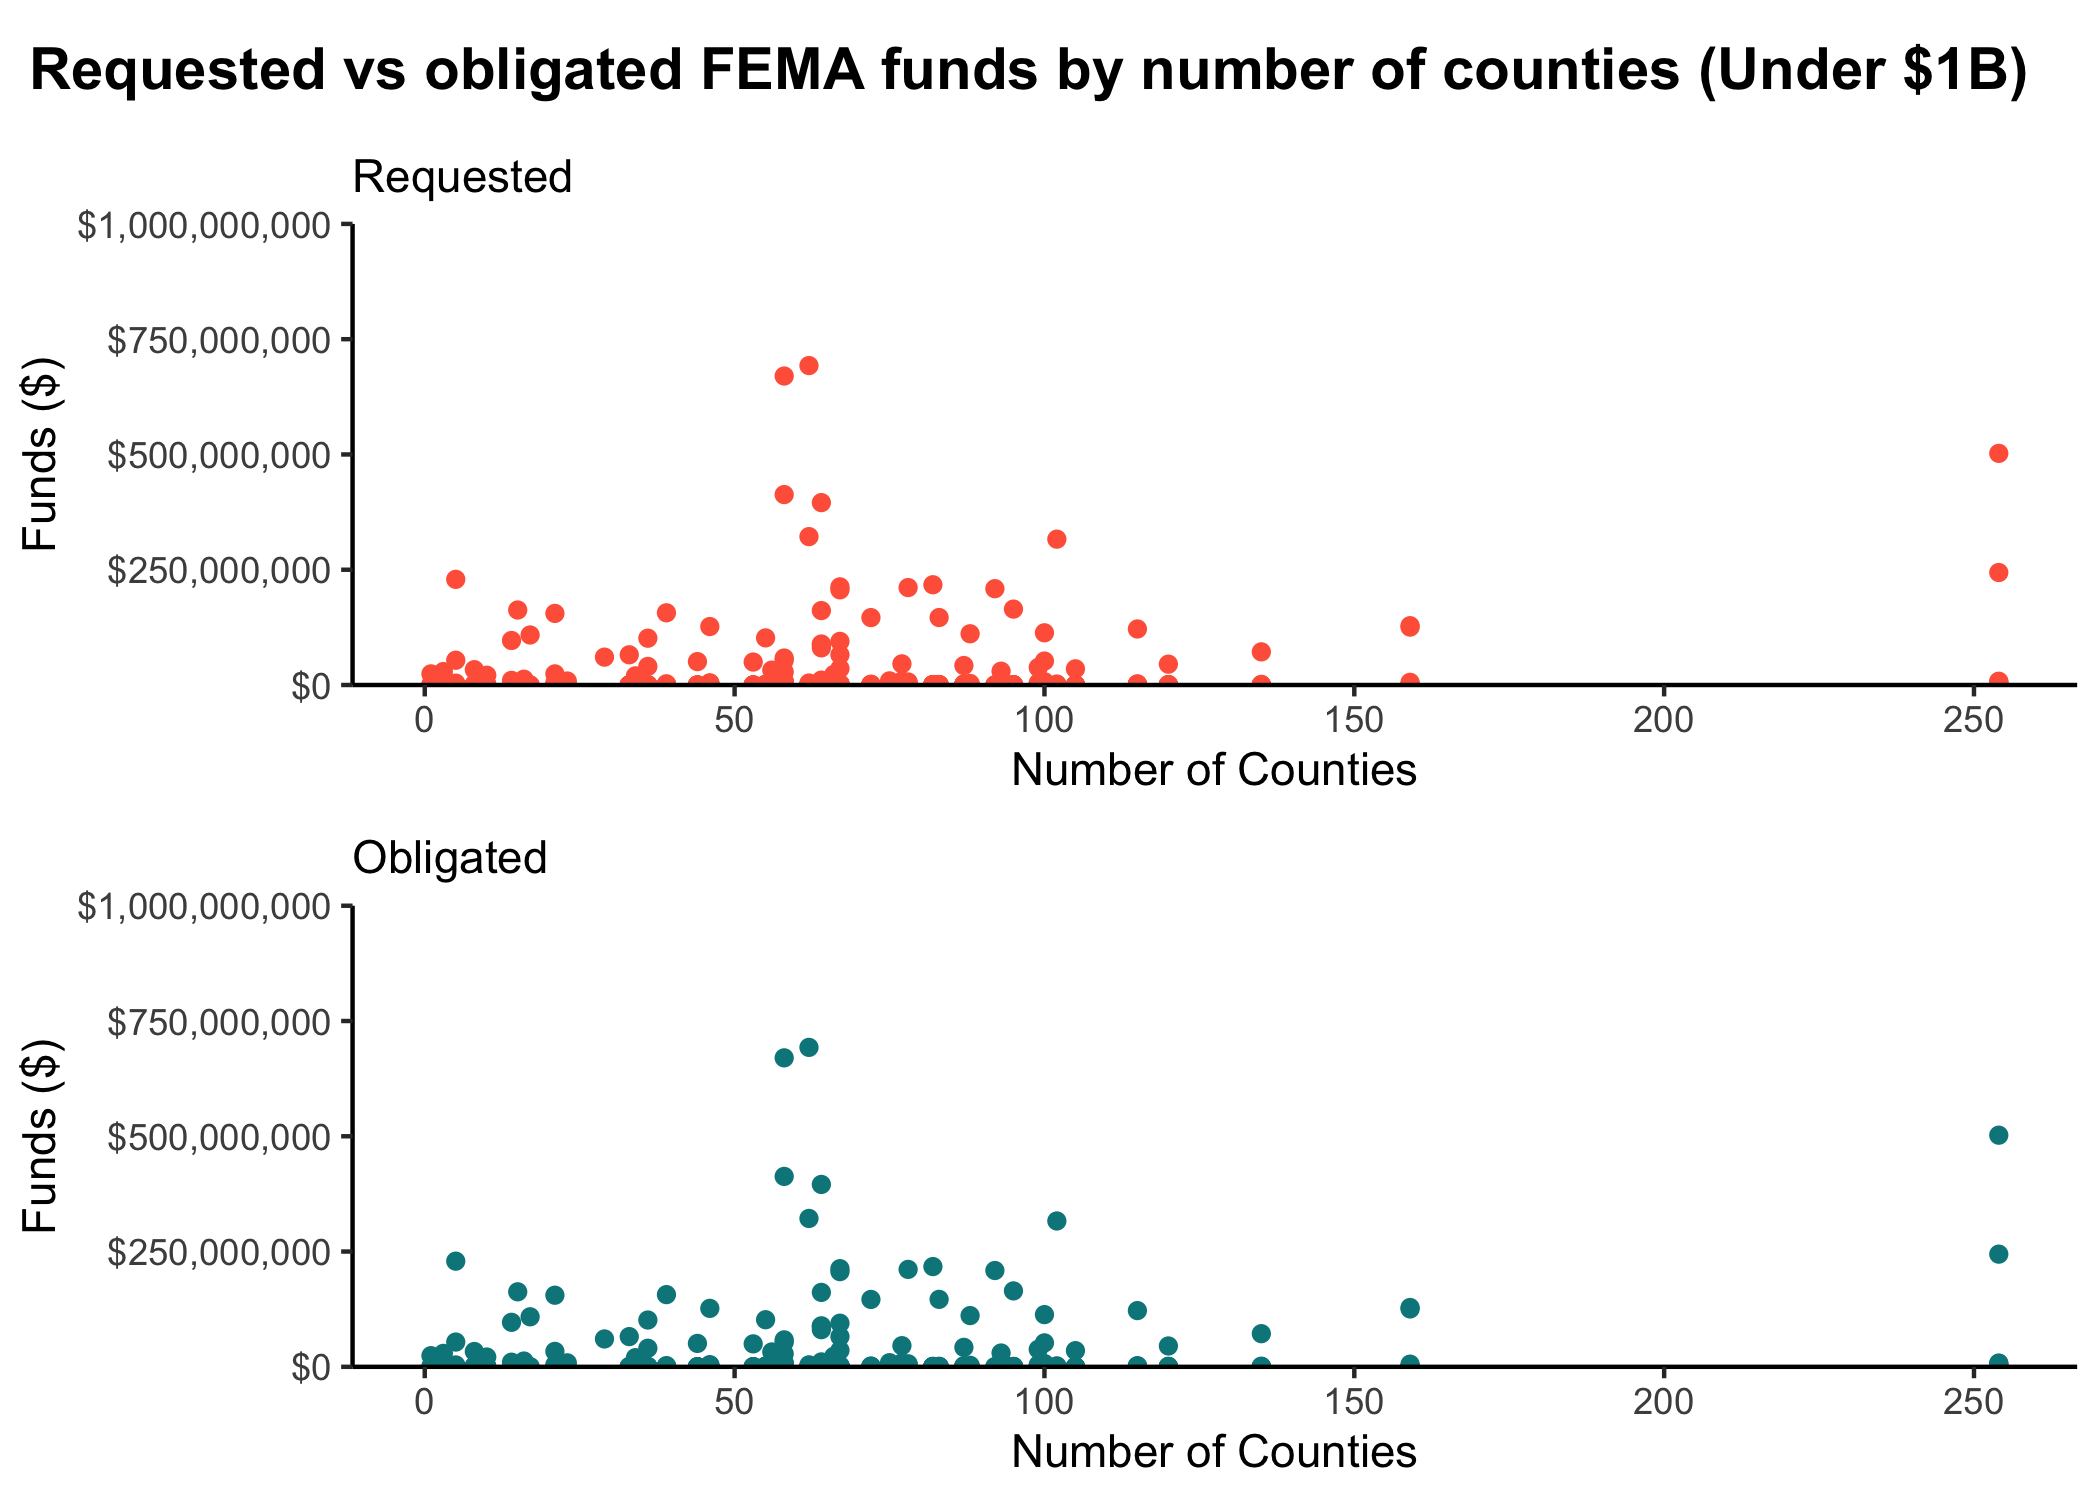 Requested vs obligated FEMA funds by number of counties (Under $1B)
Requested
Funds ($)
$1,000,000,000
$750,000,000
$500,000,000
$250,000,000
$0
0 50 100 150 200 250
Number of Counties
Obligated
Funds ($)
$1,000,000,000
$750,000,000
$500,000,000
$250,000,000
$0
0 50 100 150 200 250
Number of Counties